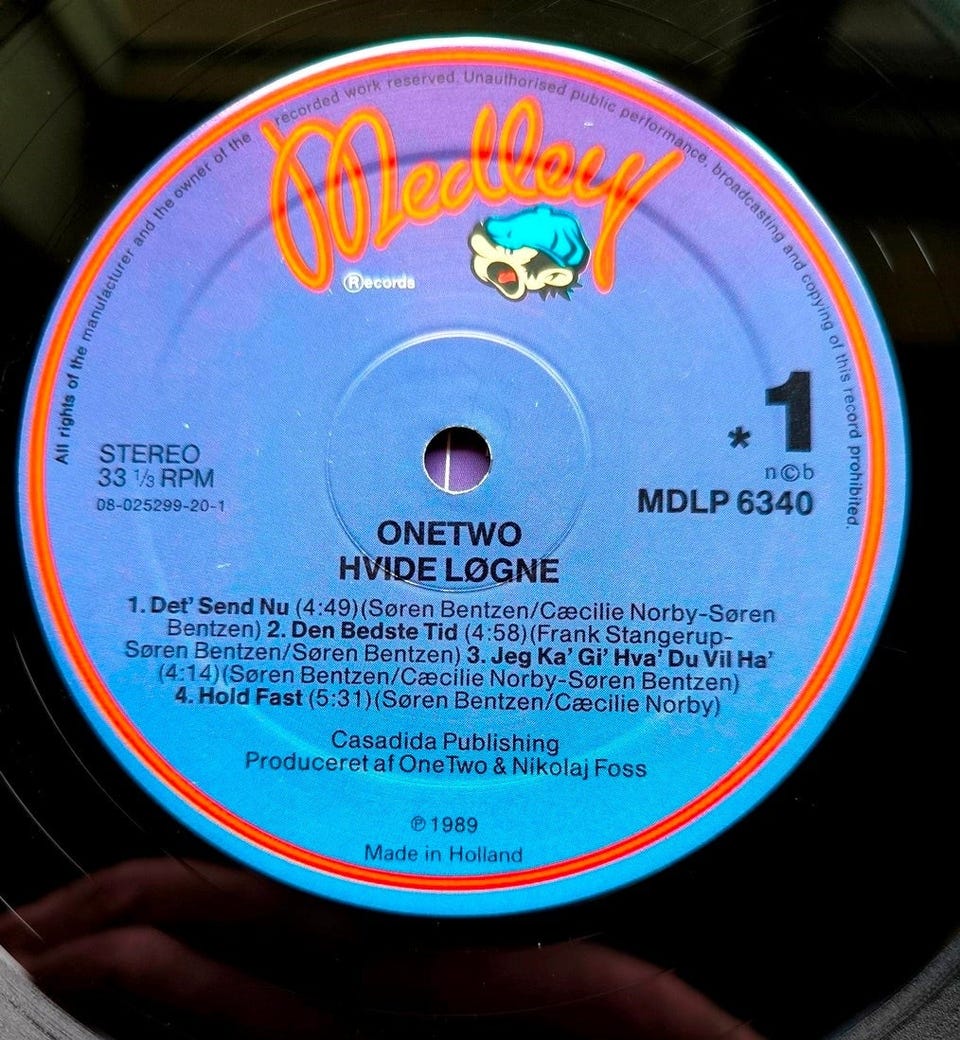 All rights of the manufacturer and the owner of the recorded work reserved. Unauthorised public performance, broadcasting and copying of this record prohibited.
Medley
Ⓡecords
STEREO
33 ⅓ RPM
08-025299-20-1
* 1
n©b
MDLP 6340
ONETWO
HVIDE LØGNE
1. Det' Send Nu (4:49)(Søren Bentzen/Cæcilie Norby-Søren
Bentzen) 2. Den Bedste Tid (4:58)(Frank Stangerup-
Søren Bentzen/Søren Bentzen) 3. Jeg Ka' Gi' Hva' Du Vil Ha'
(4:14)(Søren Bentzen/Cæcilie Norby-Søren Bentzen)
4. Hold Fast (5:31)(Søren Bentzen/Cæcilie Norby)
Casadida Publishing
Produceret af OneTwo & Nikolaj Foss
℗ 1989
Made in Holland